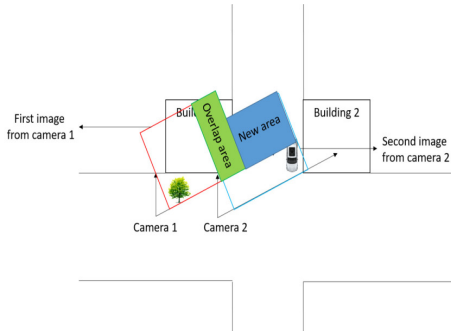 Buil
Overlap area
New area
Building 2
First image
from camera 1
Second image
from camera 2
Camera 1
Camera 2